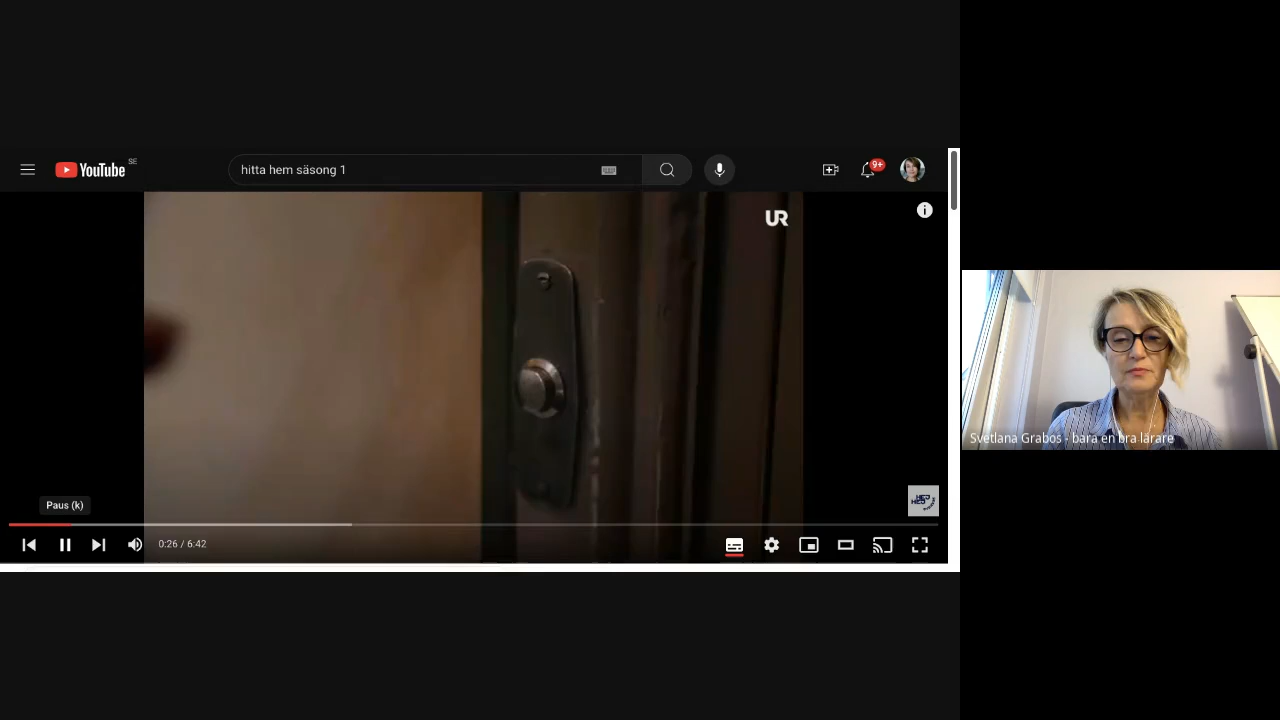 YouTube SE
hitta hem säsong 1
9+
UR
Paus (k)
0:26 / 6:42
Svetlana Grabos - bara en bra lärare